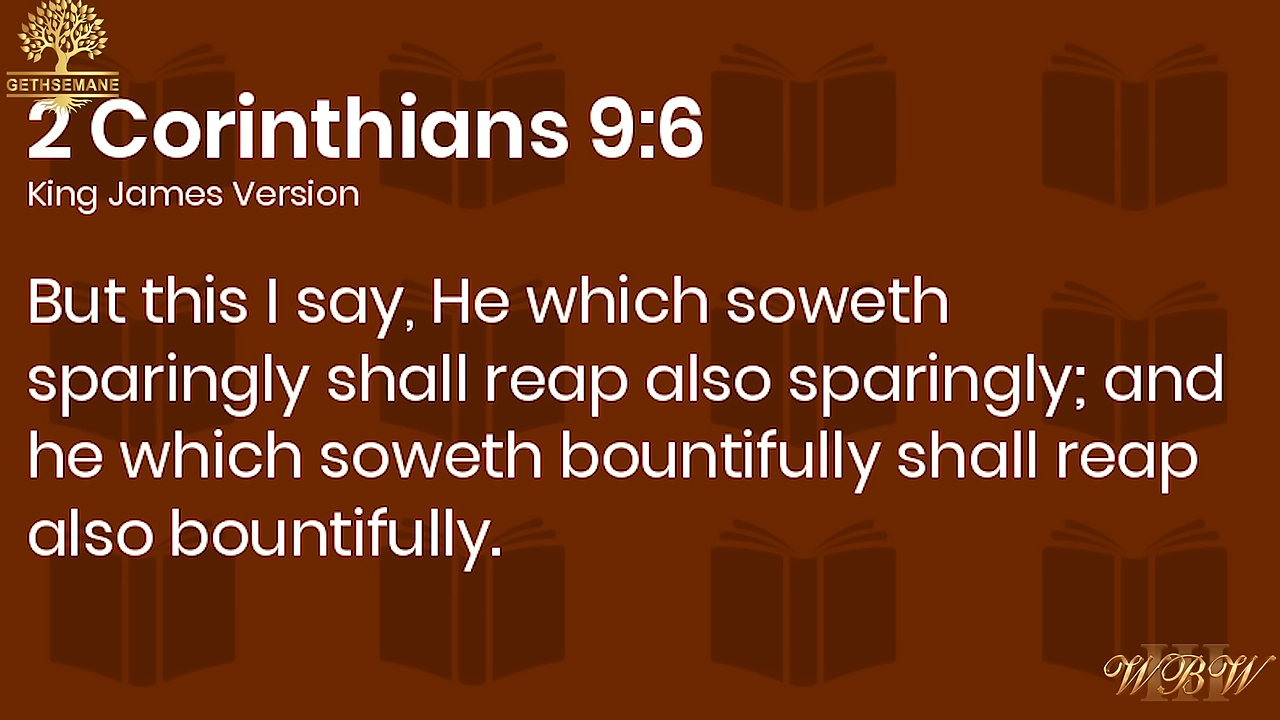 GETHSEMANE
2 Corinthians 9:6
King James Version
But this I say, He which soweth
sparingly shall reap also sparingly; and
he which soweth bountifully shall reap
also bountifully.
III
WBW